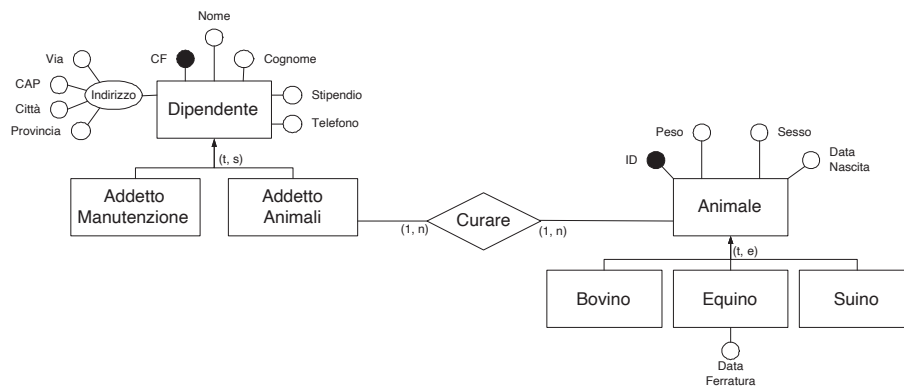 Nome
Via
CF
Cognome
CAP
Indirizzo
Stipendio
Città
Dipendente
Provincia
Telefono
(t, s)
Addetto
Manutenzione
Addetto
Animali
Curare
(1, n)
(1, n)
Peso
Sesso
ID
Data
Nascita
Animale
(t, e)
Bovino
Equino
Suino
Data
Ferratura